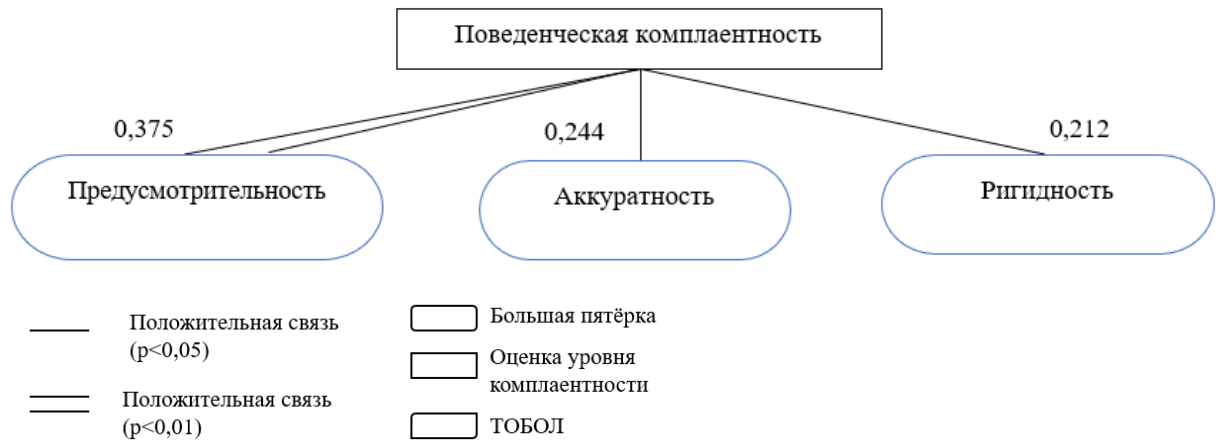 Поведенческая комплаентность
0,375
0,244
0,212
Предусмотрительность
Аккуратность
Ригидность
Положительная связь
(p<0,05)
Положительная связь
(p<0,01)
Большая пятёрка
Оценка уровня
комплаентности
ТОБОЛ